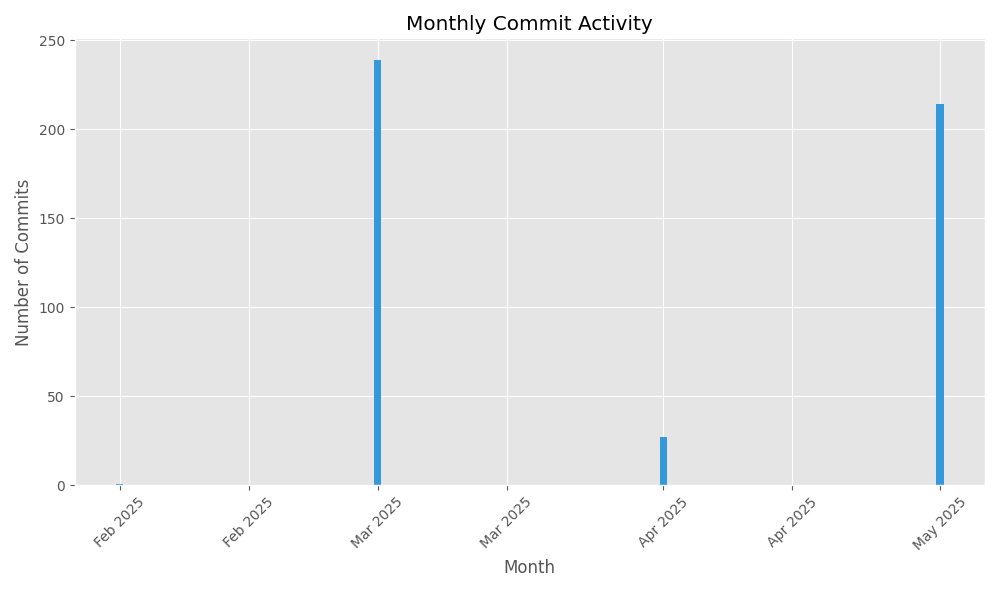 Monthly Commit Activity
250
200
150
100
50
0
Number of Commits
Feb 2025
Feb 2025
Mar 2025
Mar 2025
Apr 2025
Apr 2025
May 2025
Month